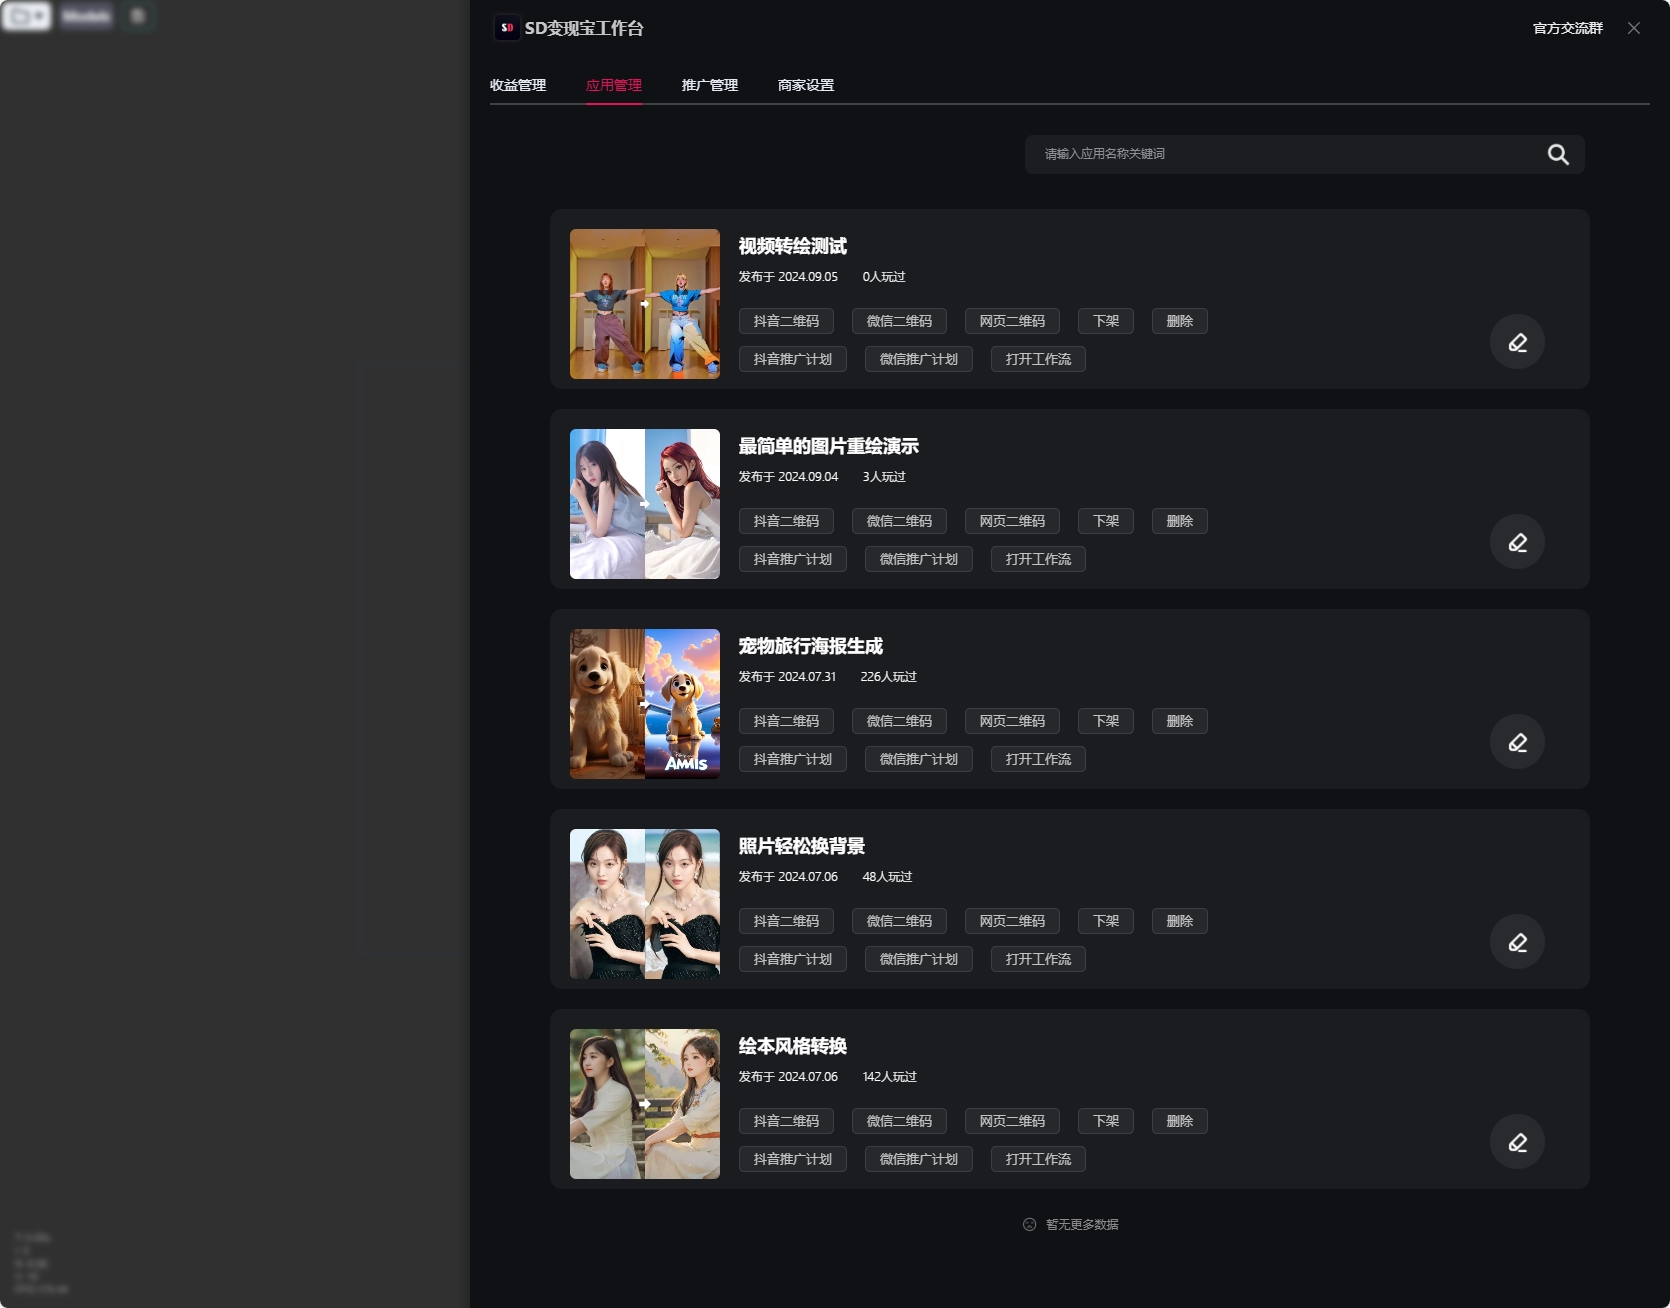 Models
SD SD变现宝工作台
官方交流群
收益管理 应用管理 推广管理 商家设置
请输入应用名称关键词
视频转绘测试
发布于 2024.09.05 0人玩过
抖音二维码 微信二维码 网页二维码 下架 删除
抖音推广计划 微信推广计划 打开工作流
最简单的图片重绘演示
发布于 2024.09.04 3人玩过
抖音二维码 微信二维码 网页二维码 下架 删除
抖音推广计划 微信推广计划 打开工作流
宠物旅行海报生成
发布于 2024.07.31 226人玩过
抖音二维码 微信二维码 网页二维码 下架 删除
抖音推广计划 微信推广计划 打开工作流
AMMIS
照片轻松换背景
发布于 2024.07.06 48人玩过
抖音二维码 微信二维码 网页二维码 下架 删除
抖音推广计划 微信推广计划 打开工作流
绘本风格转换
发布于 2024.07.06 142人玩过
抖音二维码 微信二维码 网页二维码 下架 删除
抖音推广计划 微信推广计划 打开工作流
暂无更多数据